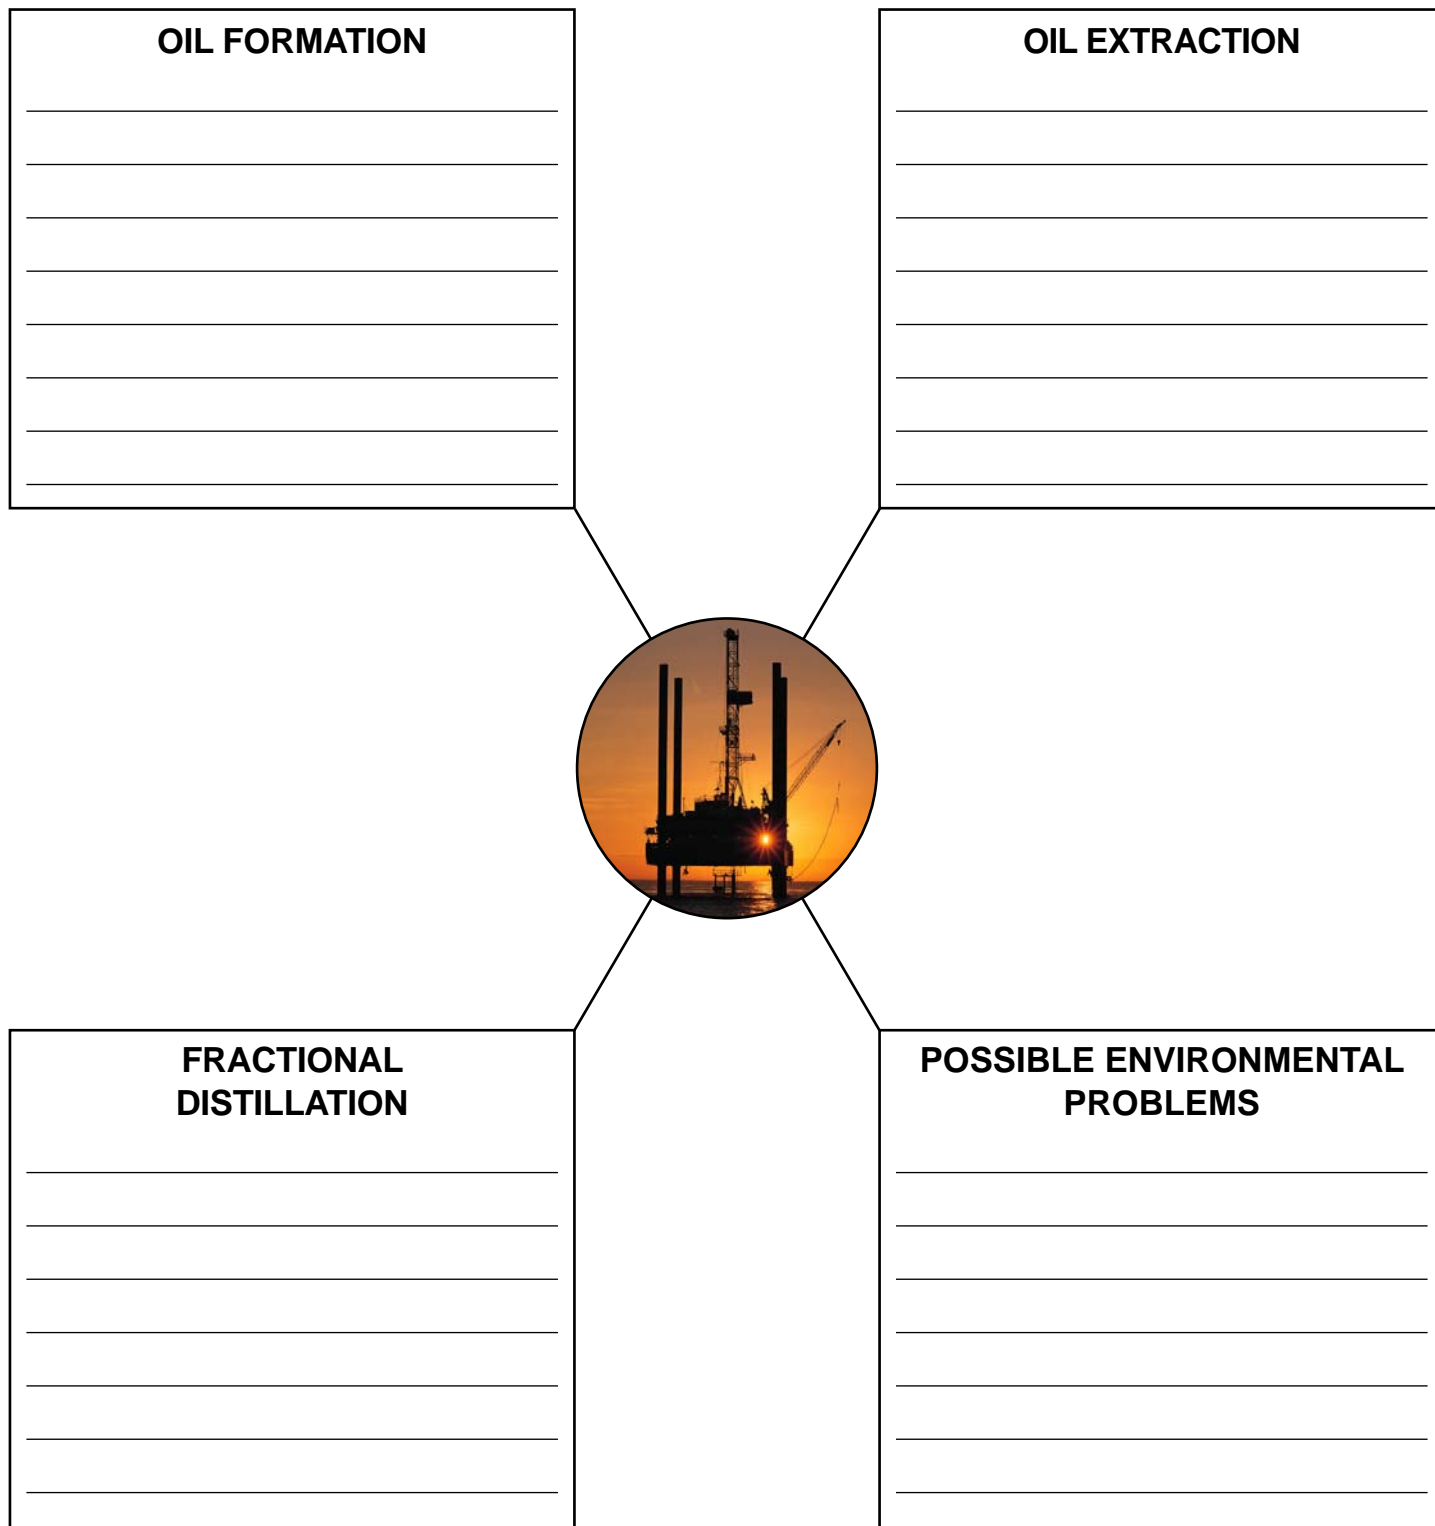 OIL FORMATION
OIL EXTRACTION
FRACTIONAL
DISTILLATION
POSSIBLE ENVIRONMENTAL
PROBLEMS